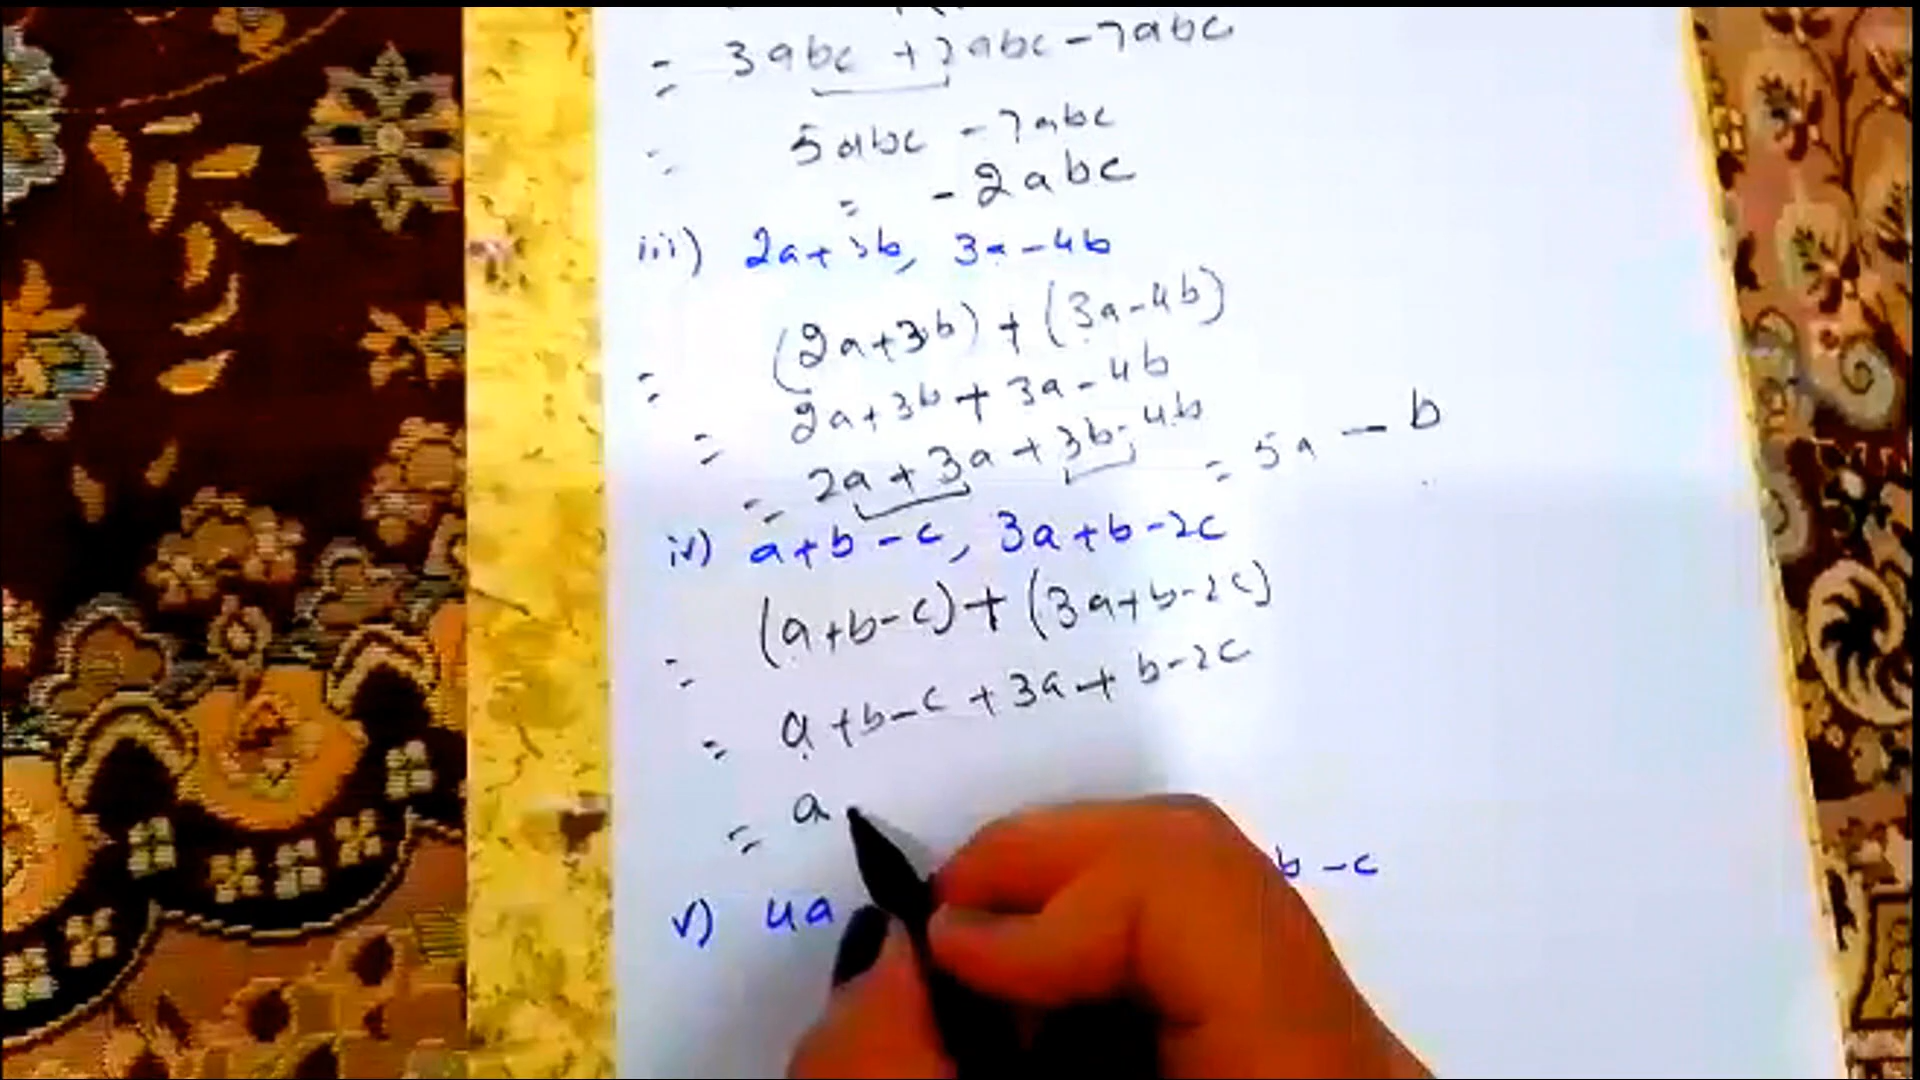 = 3abc + 2abc - 7abc
= 5abc - 7abc
= -2abc
iii) 2a+3b, 3a-4b
= (2a+3b) + (3a-4b)
= 2a+3b + 3a-4b
= 2a + 3a + 3b-4b = 5a - b
iv) a+b-c, 3a+b-2c
= (a+b-c) + (3a+b-2c)
= a+b-c + 3a + b-2c
= a
v) 4a b-c